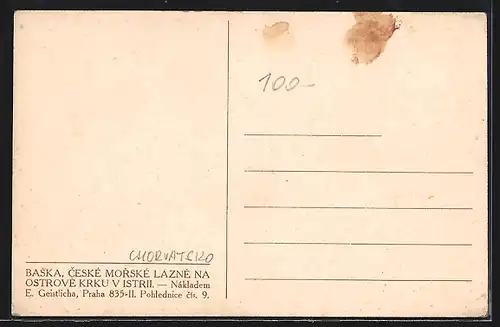 100-
CHORVATSKO
BAŠKA, ČESKÉ MOŘSKÉ LÁZNĚ NA
OSTROVĚ KRKU V ISTRII. — Nákladem
E. Geistlicha, Praha 835-II. Pohlednice čís. 9.